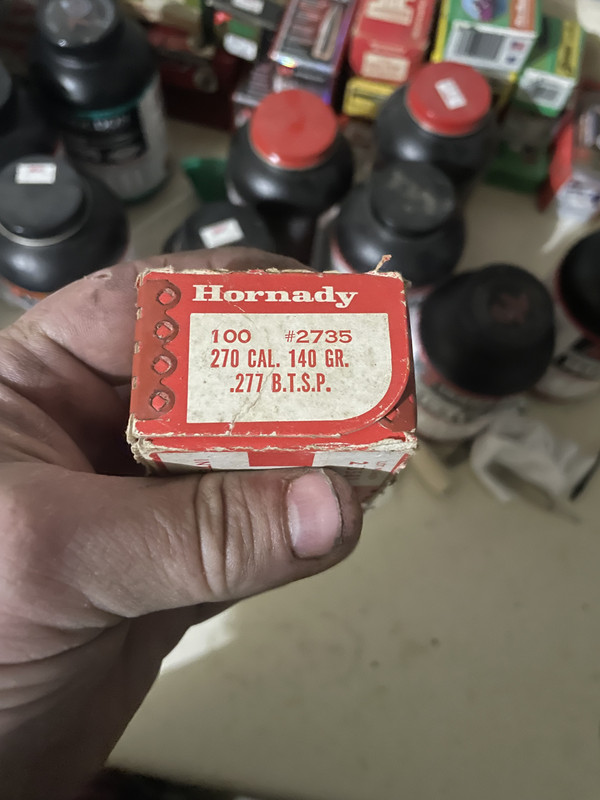 Hornady
100 #2735
270 CAL. 140 GR.
.277 B.T.S.P.